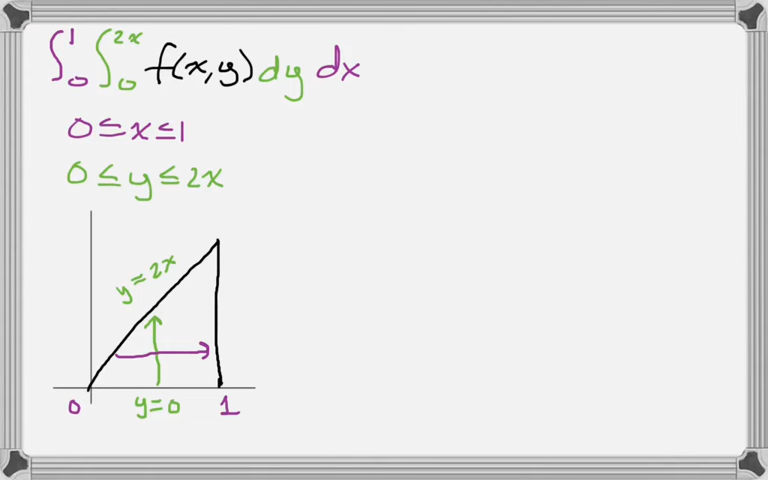 ∫₀¹ ∫₀²ˣ f(x,y) dy dx
0 ≤ x ≤ 1
0 ≤ y ≤ 2x
y = 2x
0 y=0 1